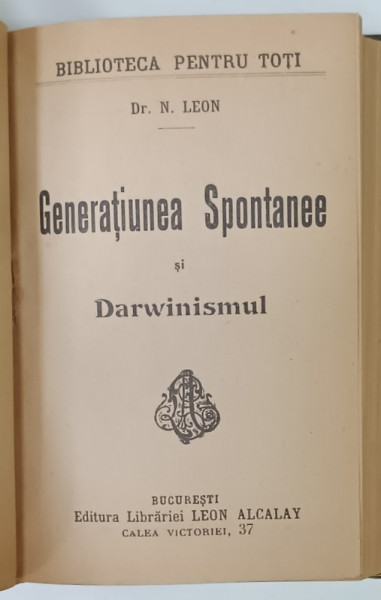 BIBLIOTECA PENTRU TOȚI
Dr. N. LEON
Generațiunea Spontanee
și
Darwinismul
BUCUREȘTI
Editura Librăriei LEON ALCALAY
CALEA VICTORIEI, 37